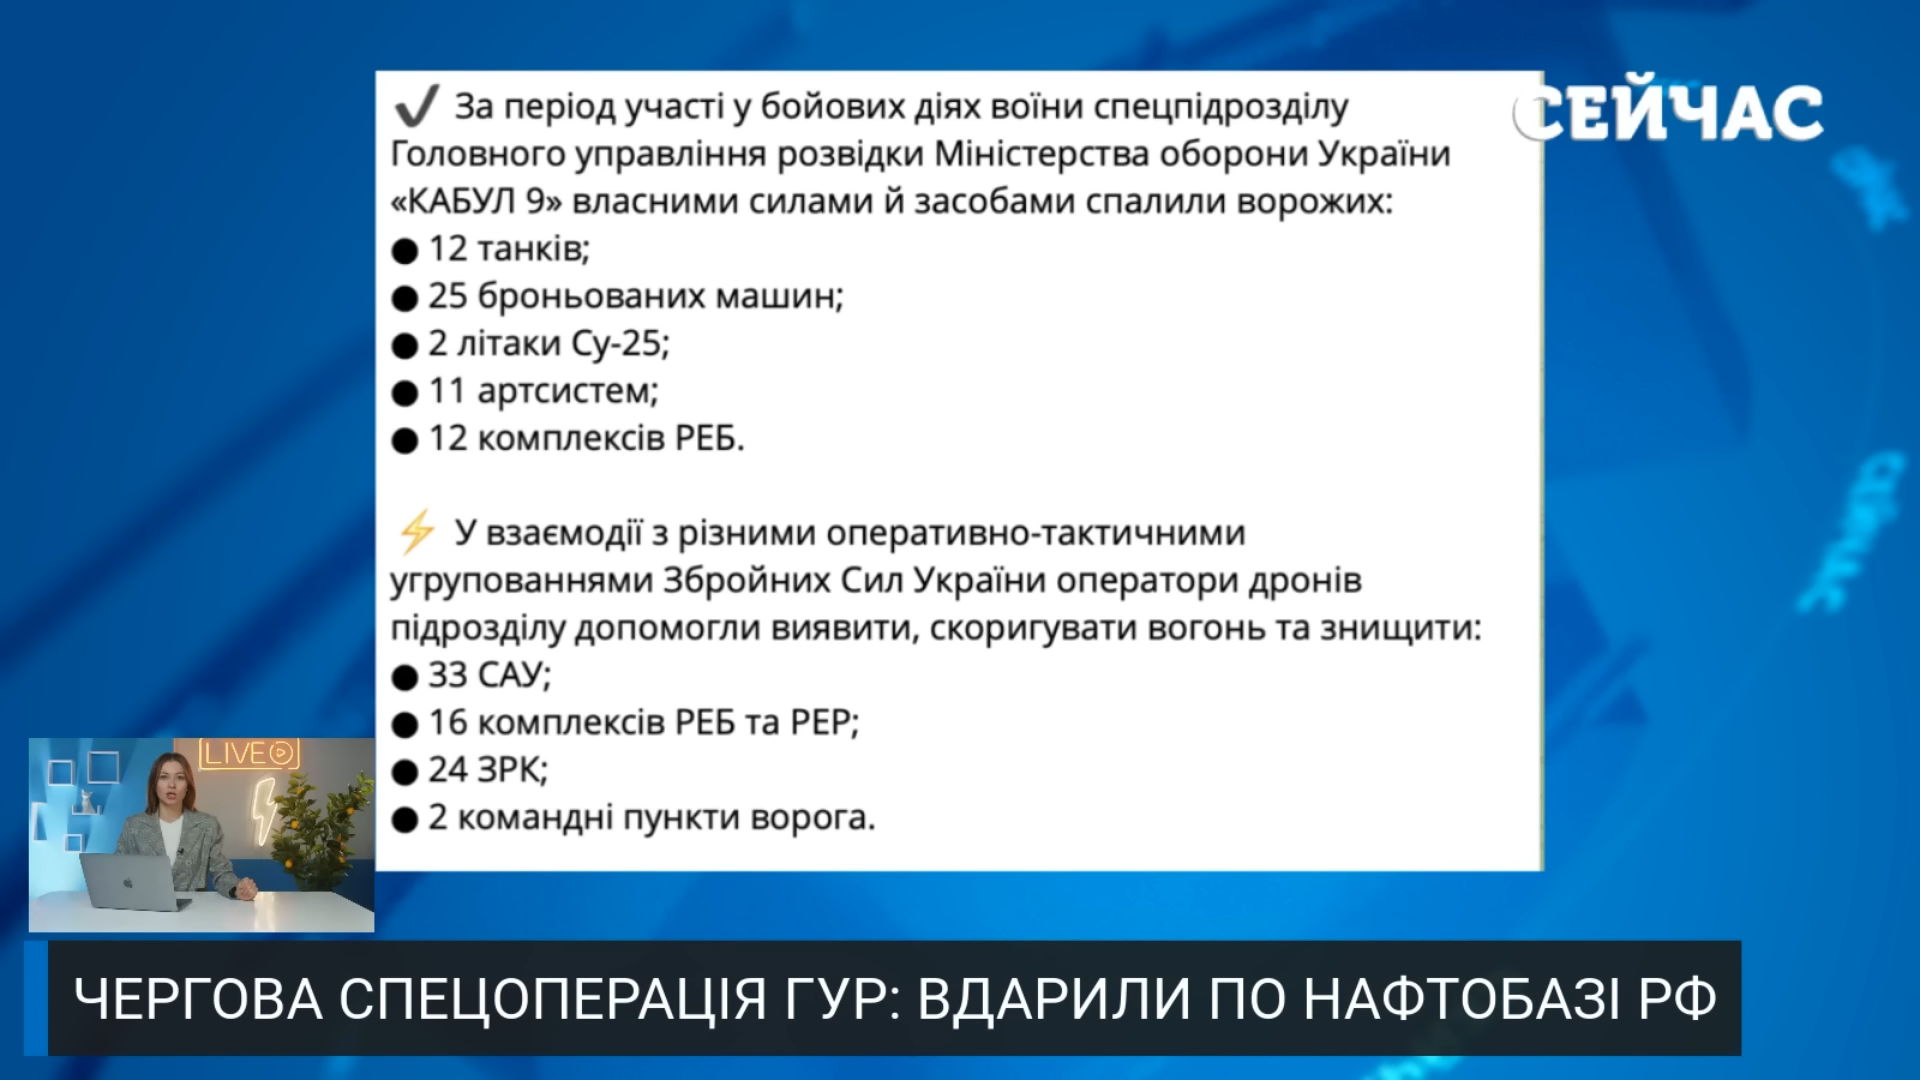 СЕЙЧАС
✔ За період участі у бойових діях воїни спецпідрозділу
Головного управління розвідки Міністерства оборони України
«КАБУЛ 9» власними силами й засобами спалили ворожих:
● 12 танків;
● 25 броньованих машин;
● 2 літаки Су-25;
● 11 артсистем;
● 12 комплексів РЕБ.
⚡ У взаємодії з різними оперативно-тактичними
угрупованнями Збройних Сил України оператори дронів
підрозділу допомогли виявити, скоригувати вогонь та знищити:
● 33 САУ;
● 16 комплексів РЕБ та РЕР;
● 24 ЗРК;
● 2 командні пункти ворога.
LIVE
ЧЕРГОВА СПЕЦОПЕРАЦІЯ ГУР: ВДАРИЛИ ПО НАФТОБАЗІ РФ